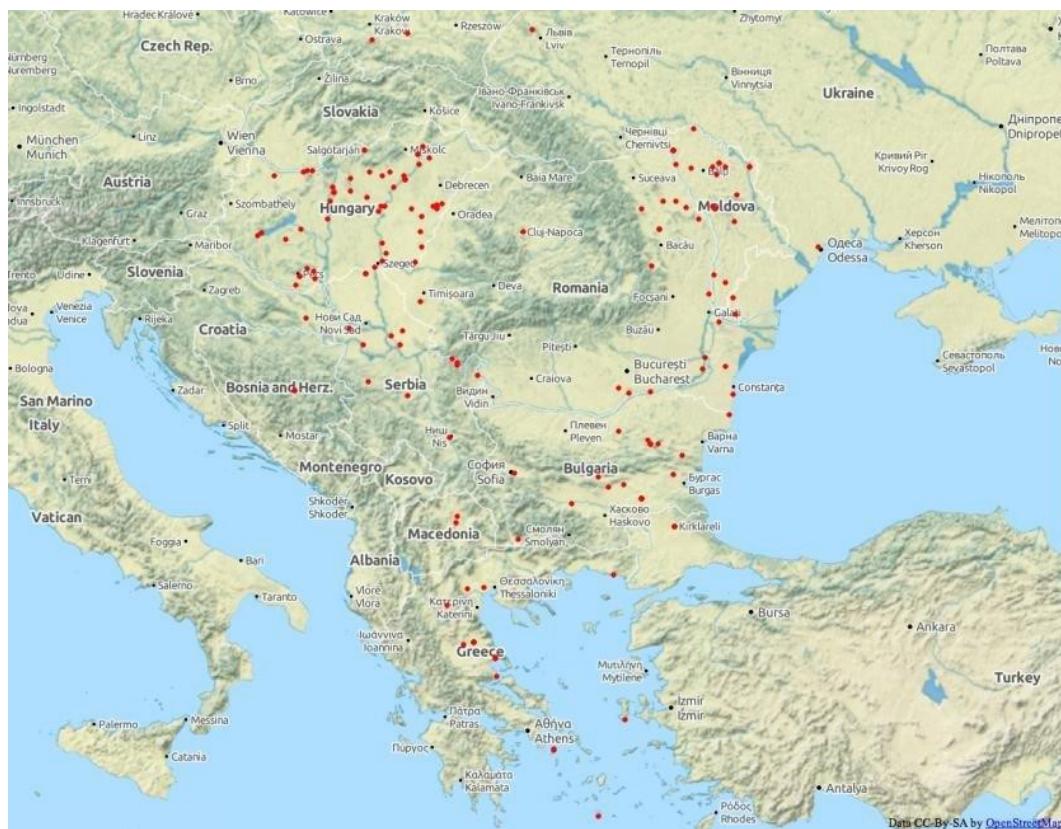 Hradec Králové
Katowice
Kraków
Krakow
Rzeszów
Zhytomyr
Ostrava
Львів
Lviv
Полтава
Poltava
Czech Rep.
Тернопіль
Ternopil
Nürnberg
Nuremberg
Brno
Žilina
Івано-Франківськ
Ivano-Frankivsk
Вінниця
Vinnytsia
Ukraine
Ingolstadt
Slovakia
Košice
Дніпропе
Dniprope
München
Munich
Linz
Wien
Vienna
Salgótarján
Miskolc
Чернівці
Chernivtsi
Кривий Ріг
Krivoy Rog
Austria
Debrecen
Baia Mare
Suceava
Bălți
Нікополь
Nikopol
Innsbruck
Szombathely
Hungary
Oradea
Moldova
Graz
Cluj-Napoca
Херсон
Kherson
Мелітопо
Melitopo
Klagenfurt
Maribor
Bacău
Одеса
Odessa
Trento
Udine
Slovenia
Pécs
Szeged
Zagreb
Timișoara
Deva
Romania
Focșani
Venezia
Venice
Rijeka
Нови Сад
Novi Sad
Galați
Croatia
Târgu Jiu
Pitești
Buzău
Севастополь
Sevastopol
Bologna
Zadar
Bosnia and Herz.
Serbia
Видин
Vidin
Craiova
București
Bucharest
Constanța
San Marino
Italy
Split
Mostar
Ниш
Nis
Плевен
Pleven
Варна
Varna
Montenegro
Kosovo
София
Sofia
Bulgaria
Бургас
Burgas
Terni
Vatican
Shkodër
Shkoder
Хасково
Haskovo
Macedonia
Смолян
Smolyan
Kirklareli
Foggia
Bari
Albania
Salerno
Taranto
Vlorë
Vlora
Θεσσαλονίκη
Thessaloniki
Κατερίνη
Katerini
Bursa
Ankara
Ιωάννινα
Ioannina
Greece
Μυτιλήνη
Mytilene
Turkey
Palermo
Messina
Πάτρα
Patras
Αθήνα
Athens
İzmir
Izmir
Catania
Πύργος
Καλαμάτα
Kalamata
Ρόδος
Rhodes
Antalya
Data CC-By-SA by OpenStreetMap